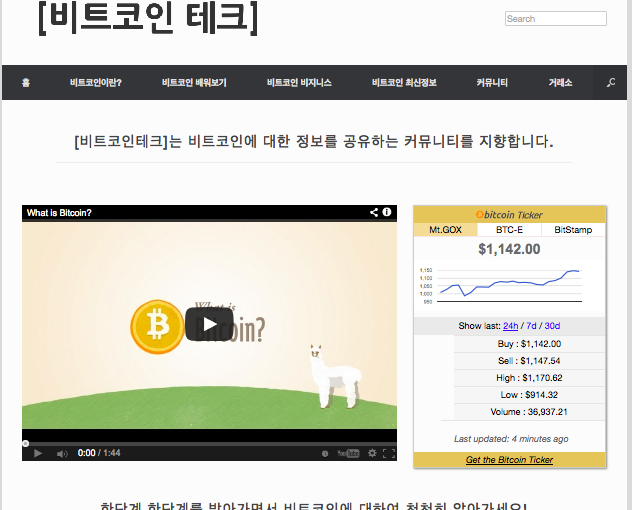 [비트코인 테크]
Search
홈 비트코인이란? 비트코인 배워보기 비트코인 비지니스 비트코인 최신정보 커뮤니티 거래소
[비트코인테크]는 비트코인에 대한 정보를 공유하는 커뮤니티를 지향합니다.
What is Bitcoin?
What is
Bitcoin?
0:00 / 1:44
YouTube
bitcoin Ticker
Mt.GOX BTC-E BitStamp
$1,142.00
1,150
1,100
1,050
1,000
950
Show last: 24h / 7d / 30d
Buy : $1,142.00
Sell : $1,147.54
High : $1,170.62
Low : $914.32
Volume : 36,937.21
Last updated: 4 minutes ago
Get the Bitcoin Ticker
한단계 한단계를 밟아가면서 비트코인에 대하여 천천히 알아가세요!